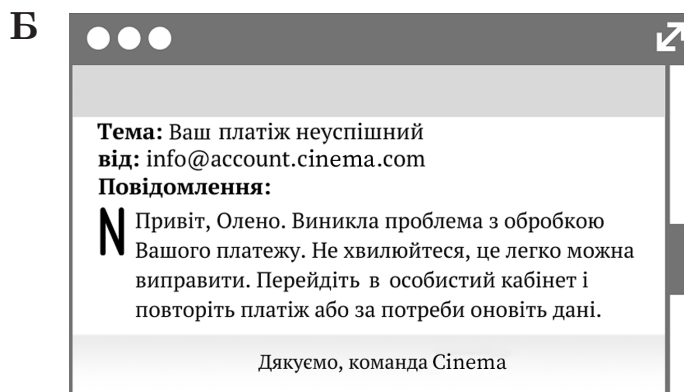 Б
Тема: Ваш платіж неуспішний
від: info@account.cinema.com
Повідомлення:
N
Привіт, Олено. Виникла проблема з обробкою
Вашого платежу. Не хвилюйтеся, це легко можна
виправити. Перейдіть в особистий кабінет і
повторіть платіж або за потреби оновіть дані.
Дякуємо, команда Cinema